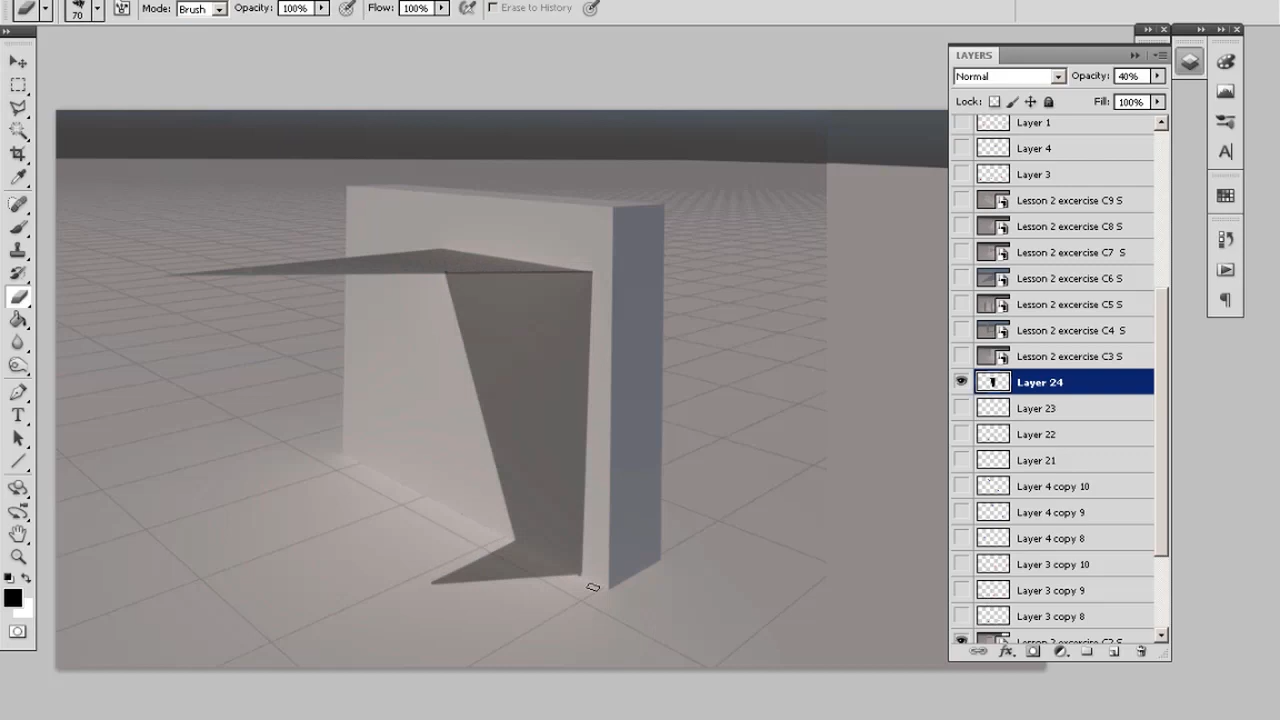 70
Mode: Brush
Opacity: 100%
Flow: 100%
Erase to History
LAYERS
Normal
Opacity: 40%
Lock:
Fill: 100%
Layer 1
Layer 4
Layer 3
Lesson 2 excercise C9 S
Lesson 2 excercise C8 S
Lesson 2 excercise C7 S
Lesson 2 excercise C6 S
Lesson 2 excercise C5 S
Lesson 2 excercise C4 S
Lesson 2 excercise C3 S
Layer 24
Layer 23
Layer 22
Layer 21
Layer 4 copy 10
Layer 4 copy 9
Layer 4 copy 8
Layer 3 copy 10
Layer 3 copy 9
Layer 3 copy 8
Lesson 2 excercise C2 S